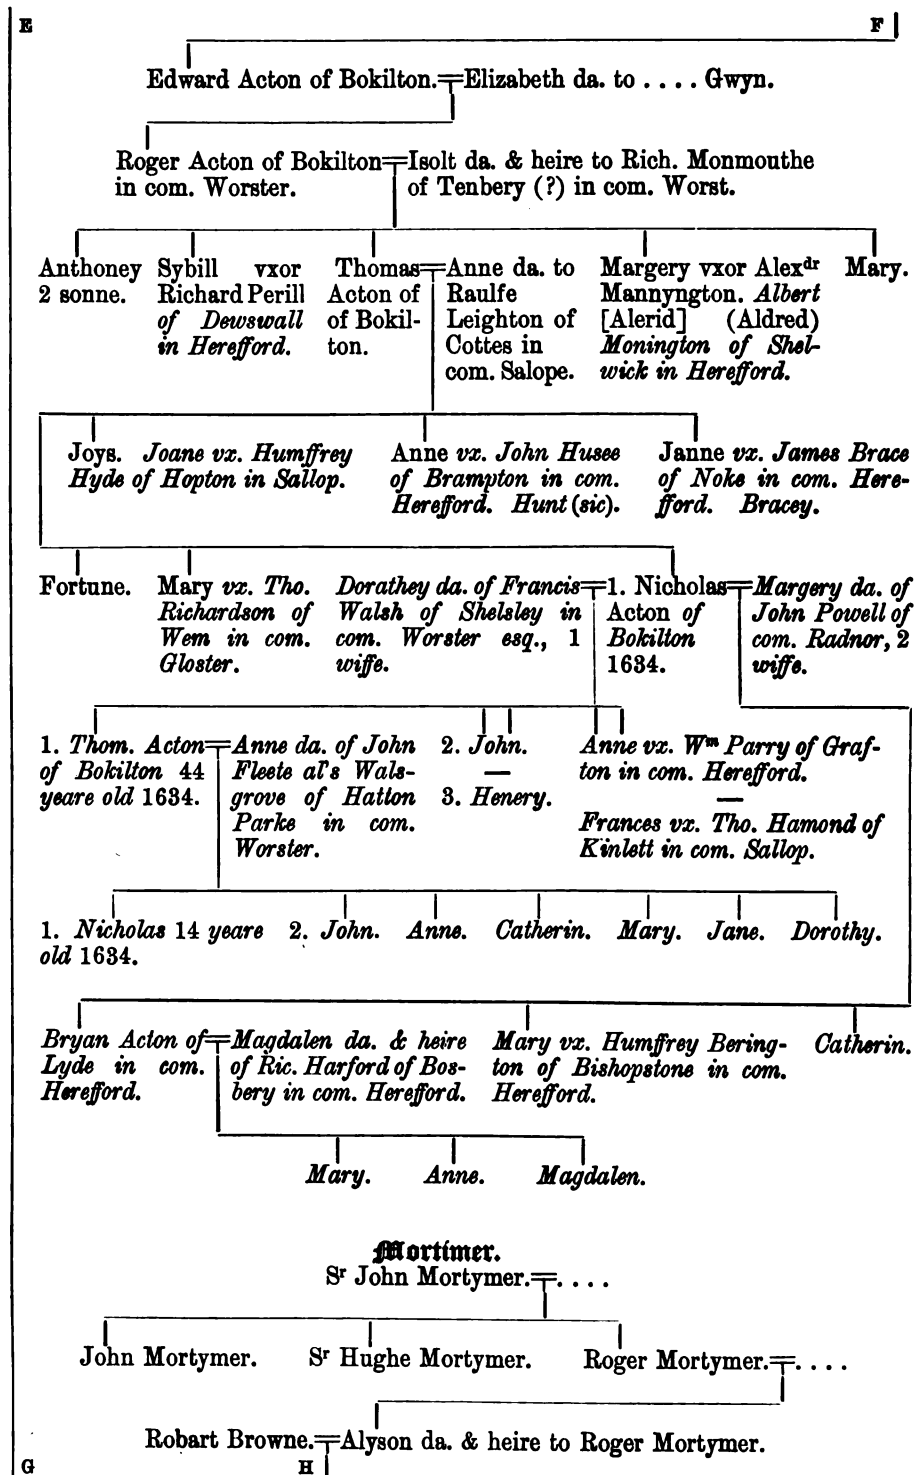 E F
Edward Acton of Bokilton.=Elizabeth da. to .... Gwyn.
Roger Acton of Bokilton=Isolt da. & heire to Rich. Monmouthe
in com. Worster. of Tenbery (?) in com. Worst.
Anthoney
2 sonne.
Sybill vxor
Richard Perill
of Dewswall
in Herefford.
Thomas=
Acton of
of Bokil-
ton.
Anne da. to
Raulfe
Leighton of
Cottes in
com. Salope.
Margery vxor Alexdr
Mannyngton. Albert
[Alerid] (Aldred)
Monington of Shel-
wick in Herefford.
Mary.
Joys. Joane vx. Humffrey
Hyde of Hopton in Sallop.
Anne vx. John Husee
of Brampton in com.
Herefford. Hunt (sic).
Janne vx. James Brace
of Noke in com. Here-
fford. Bracey.
Fortune.
Mary vx. Tho.
Richardson of
Wem in com.
Gloster.
Dorathey da. of Francis=
Walsh of Shelsley in
com. Worster esq., 1
wiffe.
1. Nicholas=
Acton of
Bokilton
1634.
Margery da. of
John Powell of
com. Radnor, 2
wiffe.
1. Thom. Acton=
of Bokilton 44
yeare old 1634.
Anne da. of John
Fleete al's Wals-
grove of Hatton
Parke in com.
Worster.
2. John.
—
3. Henery.
Anne vx. Wm Parry of Graf-
ton in com. Herefford.
—
Frances vx. Tho. Hamond of
Kinlett in com. Sallop.
1. Nicholas 14 yeare
old 1634.
2. John. Anne. Catherin. Mary. Jane. Dorothy.
Bryan Acton of=
Lyde in com.
Herefford.
Magdalen da. & heire
of Ric. Harford of Bos-
bery in com. Herefford.
Mary vx. Humffrey Bering-
ton of Bishopstone in com.
Herefford.
Catherin.
Mary. Anne. Magdalen.
Mortimer.
Sr John Mortymer.=....
John Mortymer. Sr Hughe Mortymer. Roger Mortymer.=....
Robart Browne.=Alyson da. & heire to Roger Mortymer.
G H